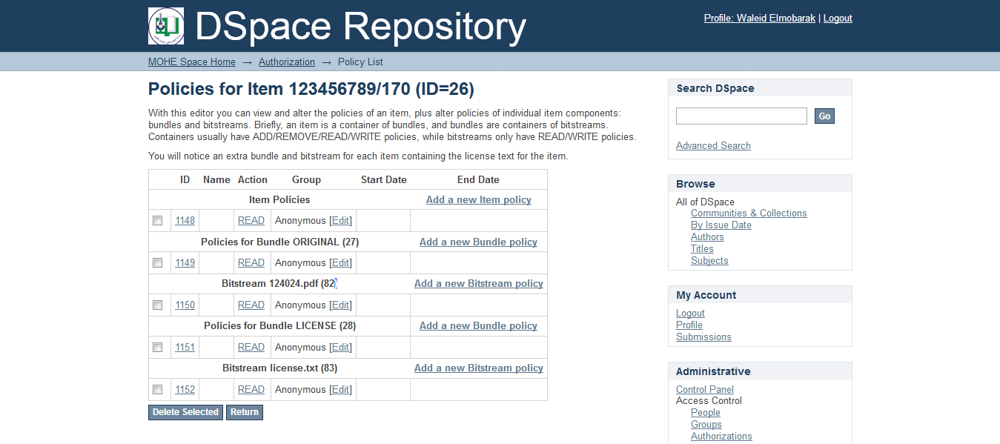 DSpace Repository
Profile: Waleid Elmobarak | Logout
MOHE Space Home → Authorization → Policy List
Policies for Item 123456789/170 (ID=26)
With this editor you can view and alter the policies of an item, plus alter policies of individual item components:
bundles and bitstreams. Briefly, an item is a container of bundles, and bundles are containers of bitstreams.
Containers usually have ADD/REMOVE/READ/WRITE policies, while bitstreams only have READ/WRITE policies.
You will notice an extra bundle and bitstream for each item containing the license text for the item.
ID Name Action Group Start Date End Date
Item Policies Add a new Item policy
1148 READ Anonymous [Edit]
Policies for Bundle ORIGINAL (27) Add a new Bundle policy
1149 READ Anonymous [Edit]
Bitstream 124024.pdf (82) Add a new Bitstream policy
1150 READ Anonymous [Edit]
Policies for Bundle LICENSE (28) Add a new Bundle policy
1151 READ Anonymous [Edit]
Bitstream license.txt (83) Add a new Bitstream policy
1152 READ Anonymous [Edit]
Delete Selected Return
Search DSpace
Go
Advanced Search
Browse
All of DSpace
Communities & Collections
By Issue Date
Authors
Titles
Subjects
My Account
Logout
Profile
Submissions
Administrative
Control Panel
Access Control
People
Groups
Authorizations